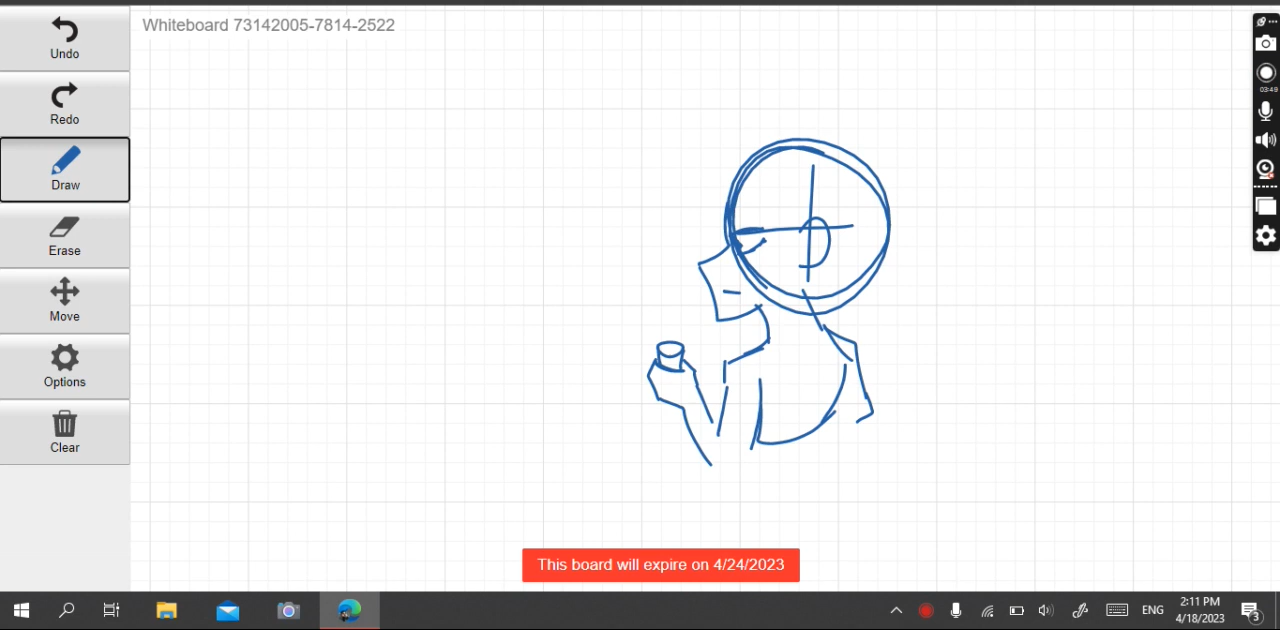 Whiteboard 73142005-7814-2522
Undo
Redo
Draw
Erase
Move
Options
Clear
03:49
This board will expire on 4/24/2023
ENG
2:11 PM
4/18/2023
3